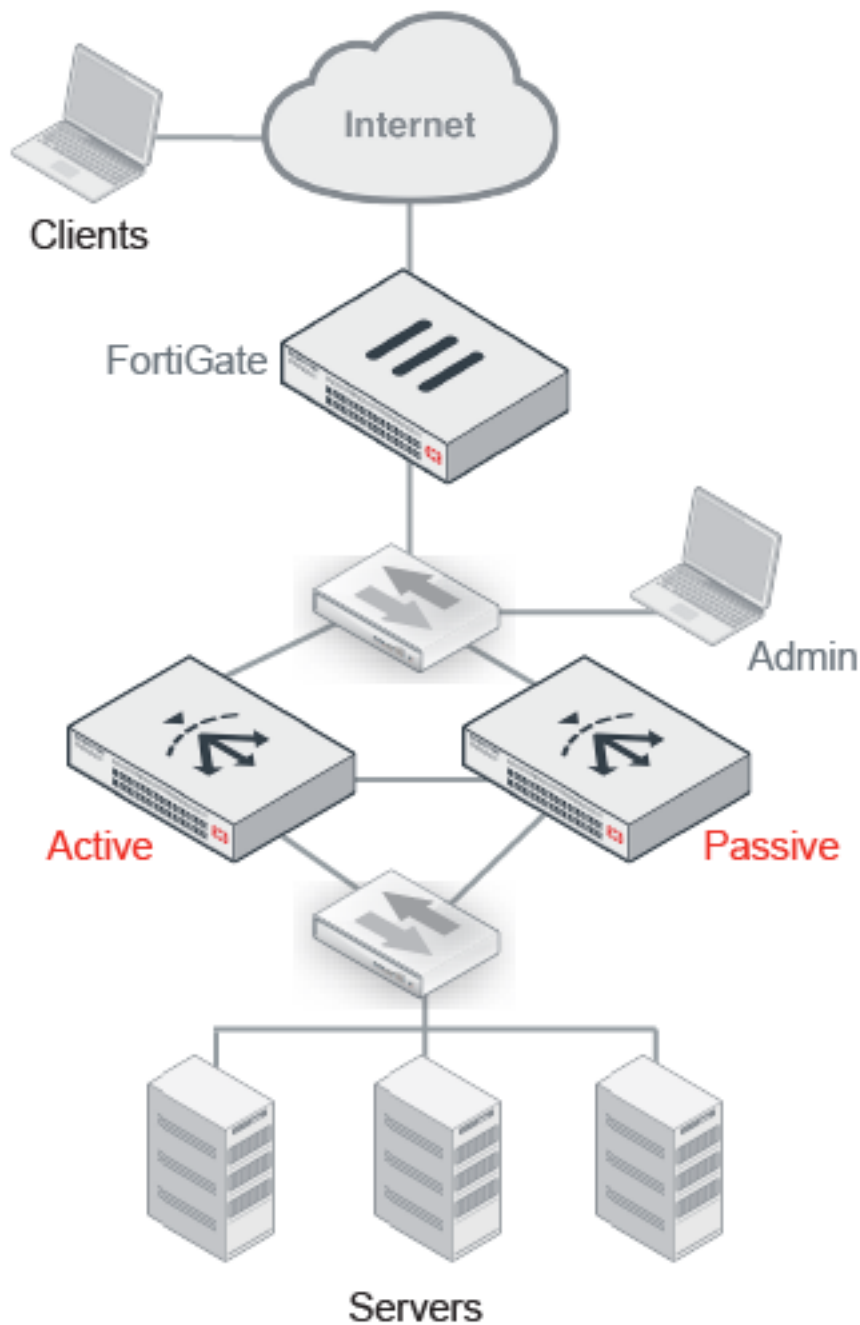 Internet
Clients
FortiGate
Admin
Active
Passive
Servers